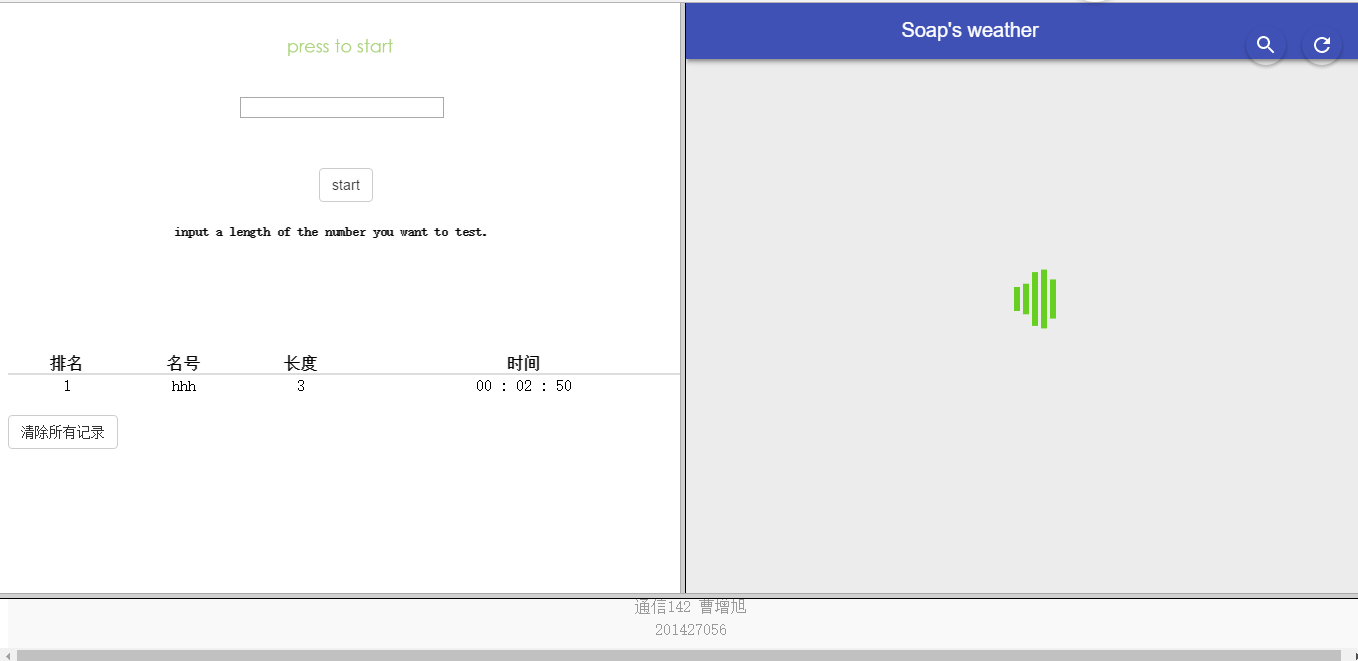 press to start
start
input a length of the number you want to test.
排名 名号 长度 时间
1 hhh 3 00 : 02 : 50
清除所有记录
Soap's weather
通信142 曹增旭
201427056